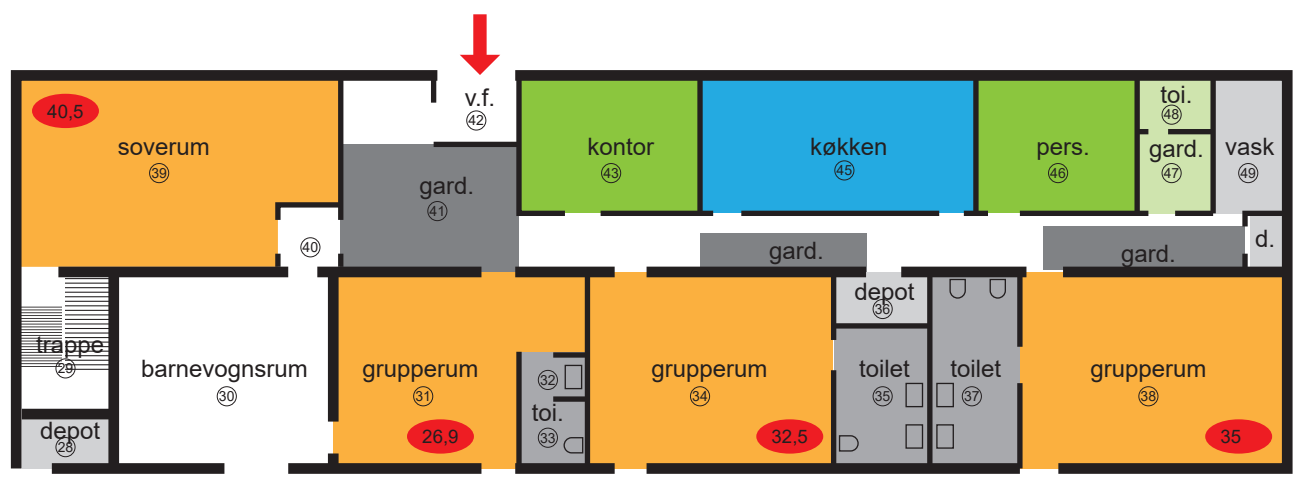 40,5
soverum
39
v.f.
42
kontor
43
køkken
45
pers.
46
toi.
48
gard.
47
vask
49
gard.
41
40
gard.
gard.
d.
trappe
29
depot
28
barnevognsrum
30
grupperum
31
26,9
32
toi.
33
grupperum
34
32,5
depot
36
toilet
35
toilet
37
grupperum
38
35